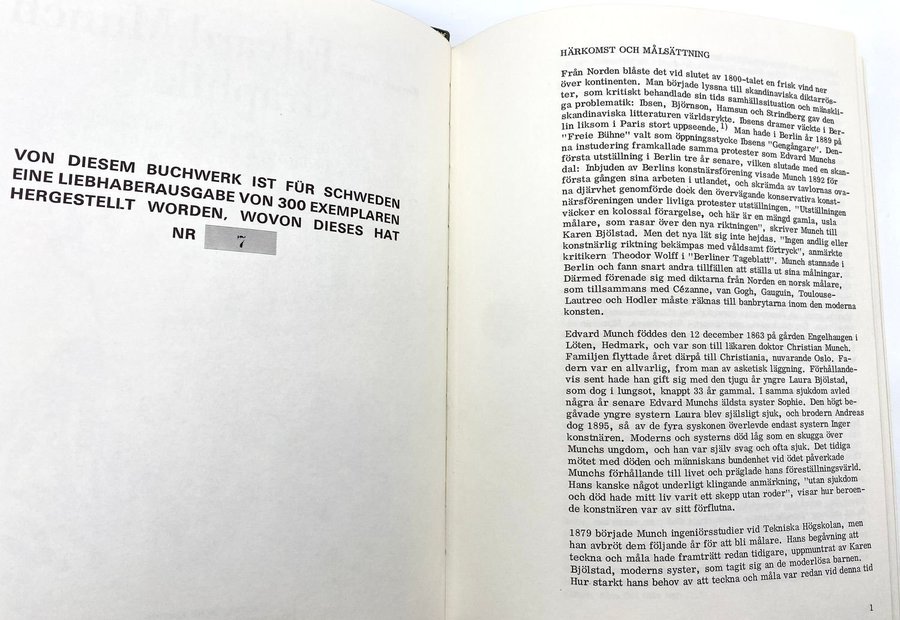 VON DIESEM BUCHWERK IST FÜR SCHWEDEN
EINE LIEBHABERAUSGABE VON 300 EXEMPLAREN
HERGESTELLT WORDEN, WOVON DIESES HAT
NR 7
HÄRKOMST OCH MÅLSÄTTNING
Från Norden blåste det vid slutet av 1800-talet en frisk vind ner
över kontinenten. Man började lyssna till skandinaviska diktarrös-
ter, som kritiskt behandlade sin tids samhällssituation och mänskli-
ga problematik: Ibsen, Björnson, Hamsun och Strindberg gav den
skandinaviska litteraturen världsrykte. Ibsens dramer väckte i Ber-
lin liksom i Paris stort uppseende.1) Man hade i Berlin år 1889 på
"Freie Bühne" valt som öppningsstycke Ibsens "Gengångare". Den-
na instudering framkallade samma protester som Edvard Munchs
första utställning i Berlin tre år senare, vilken slutade med en skan-
dal: Inbjuden av Berlins konstnärsförening visade Munch 1892 för
första gången sina arbeten i utlandet, och skrämda av tavlornas ova-
na djärvhet genomförde dock den övervägande konservativa konst-
närsföreningen under livliga protester utställningen. "Utställningen
väcker en kolossal förargelse, och här är en mängd gamla, usla
målare, som rasar över den nya riktningen", skriver Munch till
Karen Bjölstad. Men det nya lät sig inte hejdas. "Ingen andlig eller
konstnärlig riktning bekämpas med våldsamt förtryck", anmärkte
kritikern Theodor Wolff i "Berliner Tageblatt". Munch stannade i
Berlin och fann snart andra tillfällen att ställa ut sina målningar.
Därmed förenade sig med diktarna från Norden en norsk målare,
som tillsammans med Cézanne, van Gogh, Gauguin, Toulouse-
Lautrec och Hodler måste räknas till banbrytarna inom den moderna
konsten.
Edvard Munch föddes den 12 december 1863 på gården Engelhaugen i
Löten, Hedmark, och var son till läkaren doktor Christian Munch.
Familjen flyttade året därpå till Christiania, nuvarande Oslo. Fa-
dern var en allvarlig, from man av asketisk läggning. Förhållande-
vis sent hade han gift sig med den tjugo år yngre Laura Bjölstad,
som dog i lungsot, knappt 33 år gammal. I samma sjukdom avled
några år senare Edvard Munchs äldsta syster Sophie. Den högt be-
gåvade yngre systern Laura blev själsligt sjuk, och brodern Andreas
dog 1895, så av de fyra syskonen överlevde endast systern Inger
konstnären. Moderns och systerns död låg som en skugga över
Munchs ungdom, och han var själv svag och ofta sjuk. Det tidiga
mötet med döden och människans bundenhet vid ödet påverkade
Munchs förhållande till livet och präglade hans föreställningsvärld.
Hans kanske något underligt klingande anmärkning, "utan sjukdom
och död hade mitt liv varit ett skepp utan roder", visar hur beroen-
de konstnären var av sitt förflutna.
1879 började Munch ingeniörsstudier vid Tekniska Högskolan, men
han avbröt dem följande år för att bli målare. Hans begåvning att
teckna och måla hade framträtt redan tidigare, uppmuntrat av Karen
Bjölstad, moderns syster, som tagit sig an de moderlösa barnen.
Hur starkt hans behov av att teckna och måla var redan vid denna tid
1